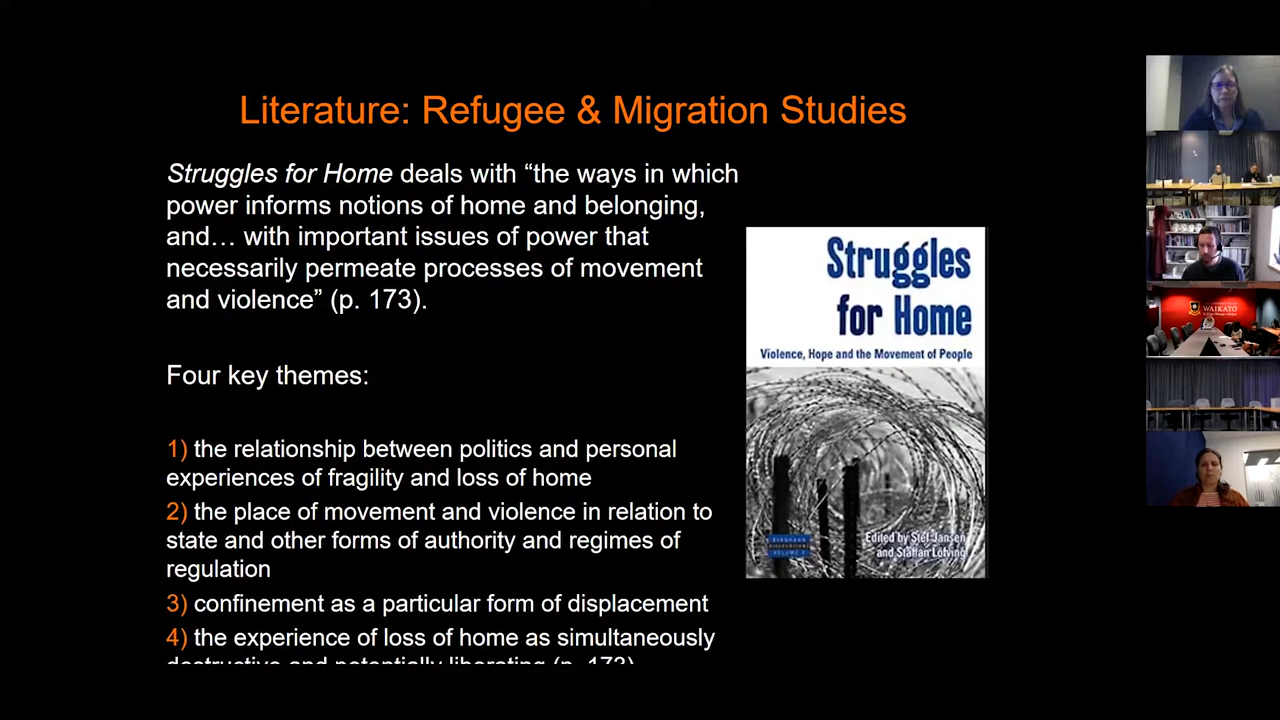 Literature: Refugee & Migration Studies
Struggles for Home deals with “the ways in which
power informs notions of home and belonging,
and… with important issues of power that
necessarily permeate processes of movement
and violence” (p. 173).
Four key themes:
1) the relationship between politics and personal
experiences of fragility and loss of home
2) the place of movement and violence in relation to
state and other forms of authority and regimes of
regulation
3) confinement as a particular form of displacement
4) the experience of loss of home as simultaneously
destructive and potentially liberating (p. 173)
Struggles
for Home
Violence, Hope and the Movement of People
Edited by Stef Jansen
and Staffan Löfving
WAIKATO